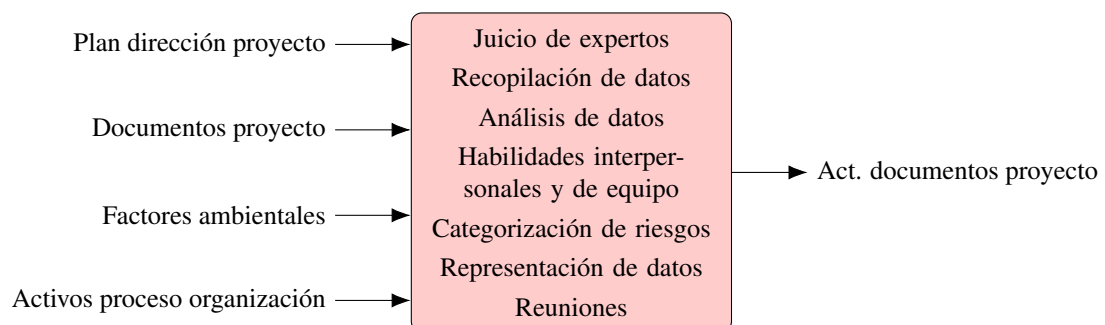 Plan dirección proyecto
Documentos proyecto
Factores ambientales
Activos proceso organización
Juicio de expertos
Recopilación de datos
Análisis de datos
Habilidades interper-
sonales y de equipo
Categorización de riesgos
Representación de datos
Reuniones
Act. documentos proyecto